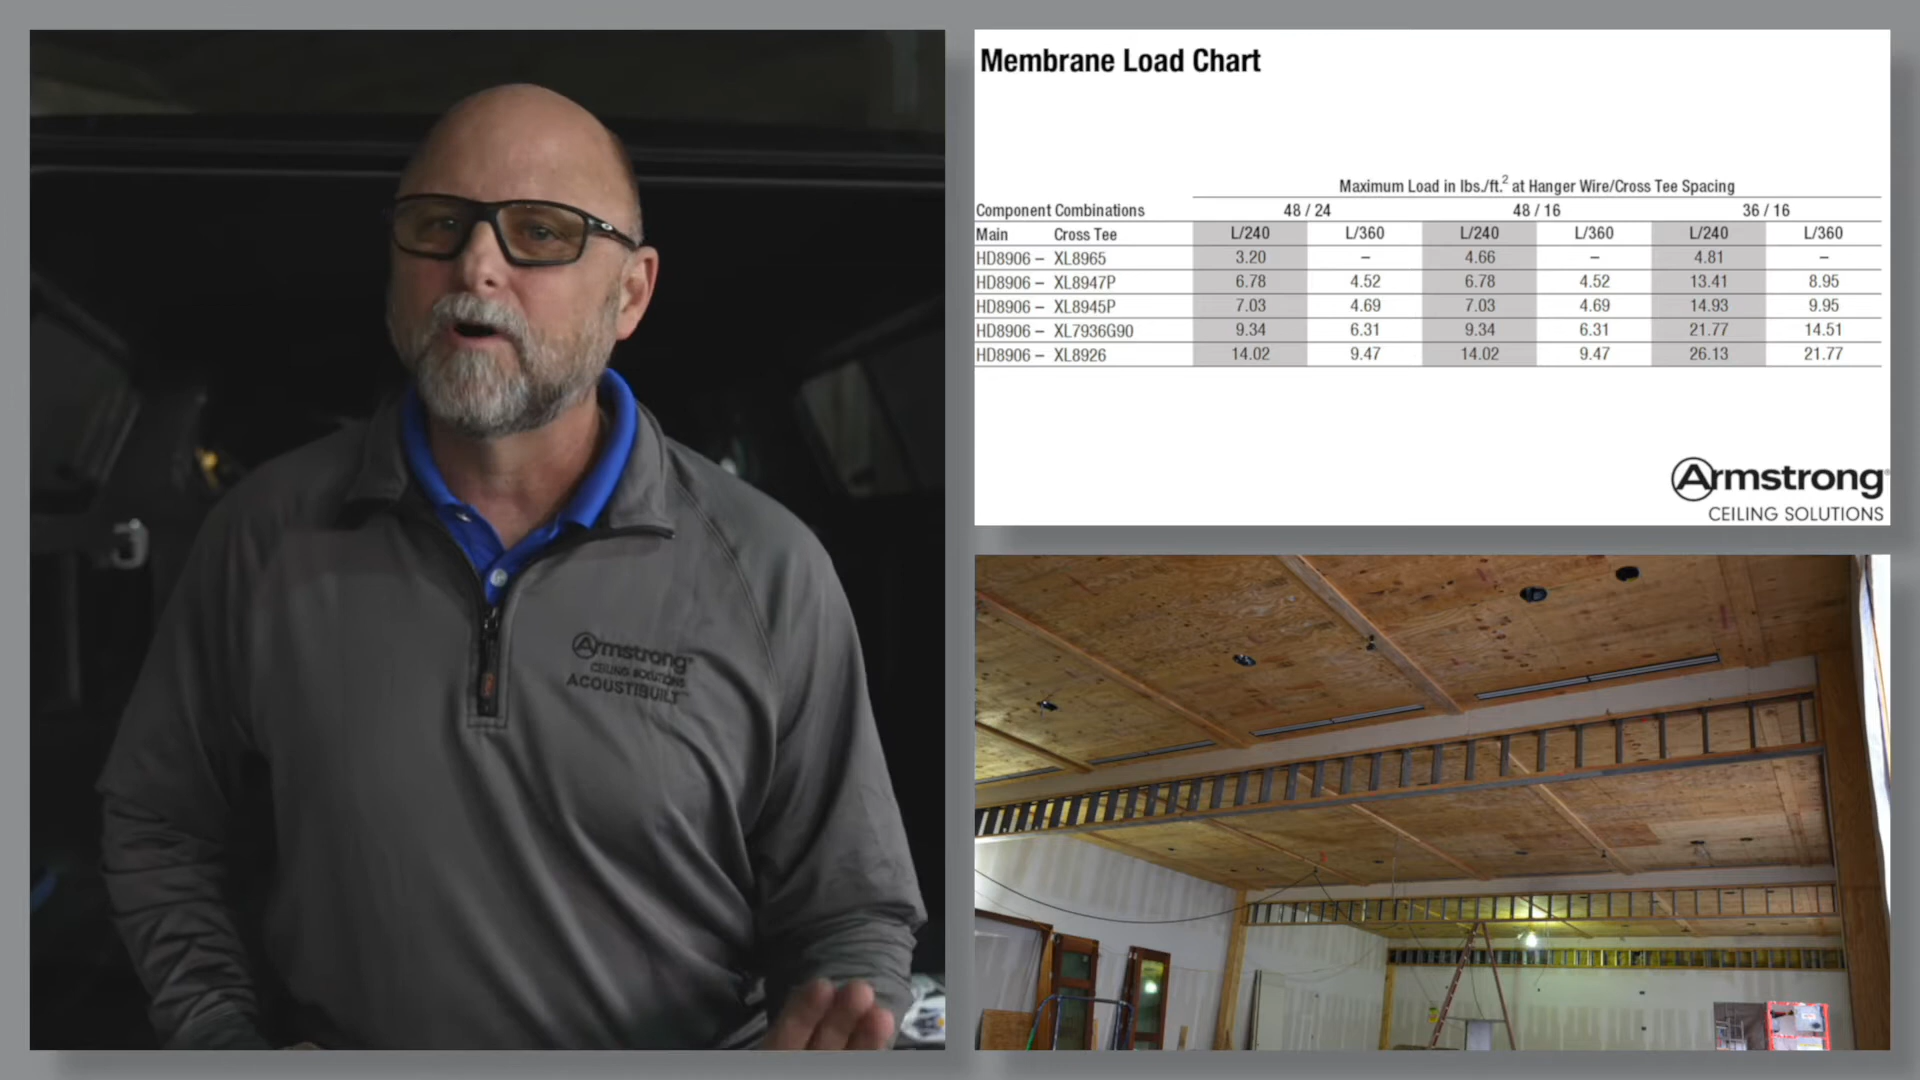 Membrane Load Chart
Maximum Load in lbs./ft.2 at Hanger Wire/Cross Tee Spacing
Component Combinations 48 / 24 48 / 16 36 / 16
Main Cross Tee L/240 L/360 L/240 L/360 L/240 L/360
HD8906 – XL8965 3.20 – 4.66 – 4.81 –
HD8906 – XL8947P 6.78 4.52 6.78 4.52 13.41 8.95
HD8906 – XL8945P 7.03 4.69 7.03 4.69 14.93 9.95
HD8906 – XL7936G90 9.34 6.31 9.34 6.31 21.77 14.51
HD8906 – XL8926 14.02 9.47 14.02 9.47 26.13 21.77
Armstrong
CEILING SOLUTIONS
Armstrong
CEILING SOLUTIONS
ACOUSTIBUILT